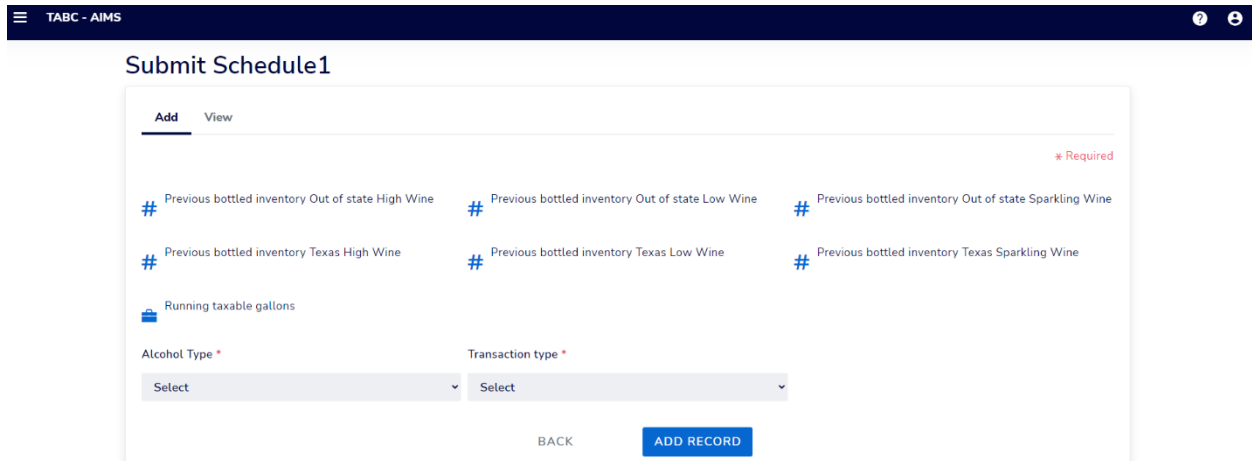 TABC - AIMS
Submit Schedule1
Add View
* Required
Previous bottled inventory Out of state High Wine
Previous bottled inventory Out of state Low Wine
Previous bottled inventory Out of state Sparkling Wine
Previous bottled inventory Texas High Wine
Previous bottled inventory Texas Low Wine
Previous bottled inventory Texas Sparkling Wine
Running taxable gallons
Alcohol Type * Transaction type *
Select Select
BACK ADD RECORD